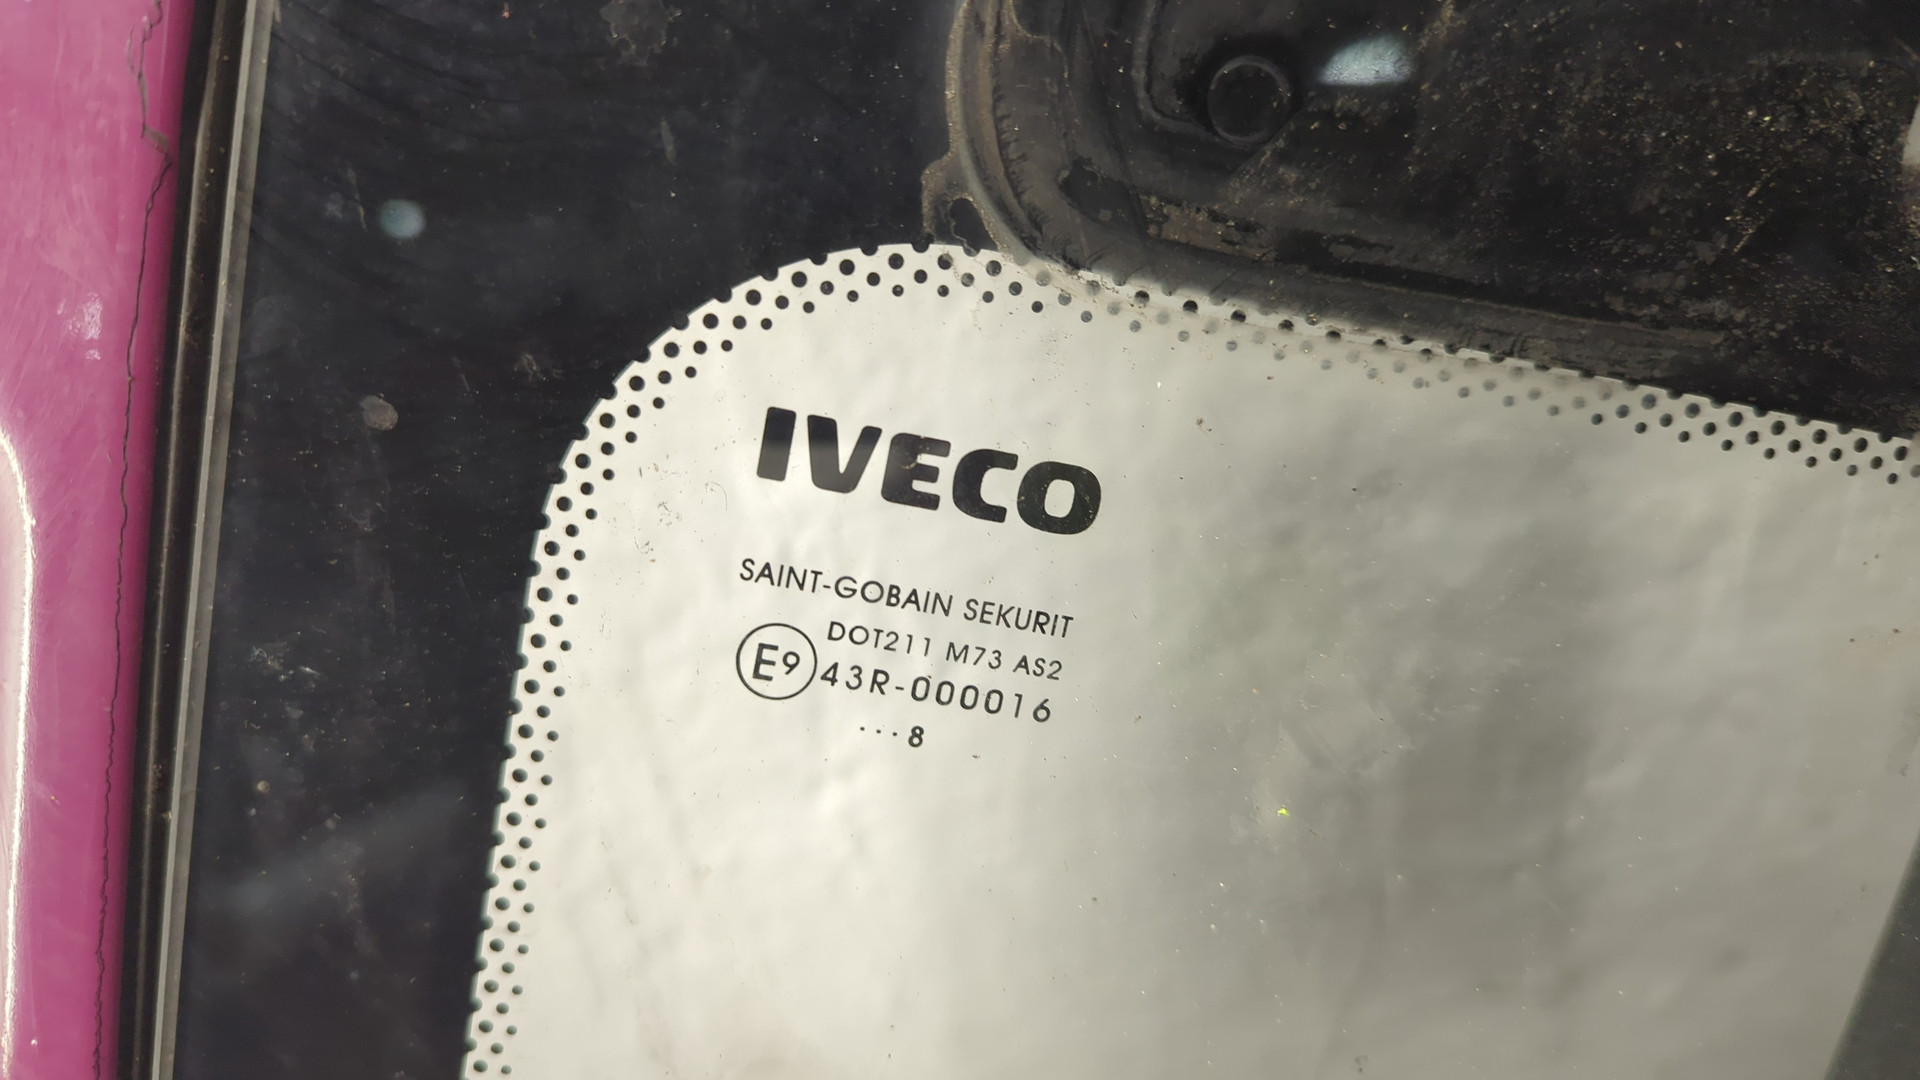 IVECO
SAINT-GOBAIN SEKURIT
DOT211 M73 AS2
E9 43R-000016
...8